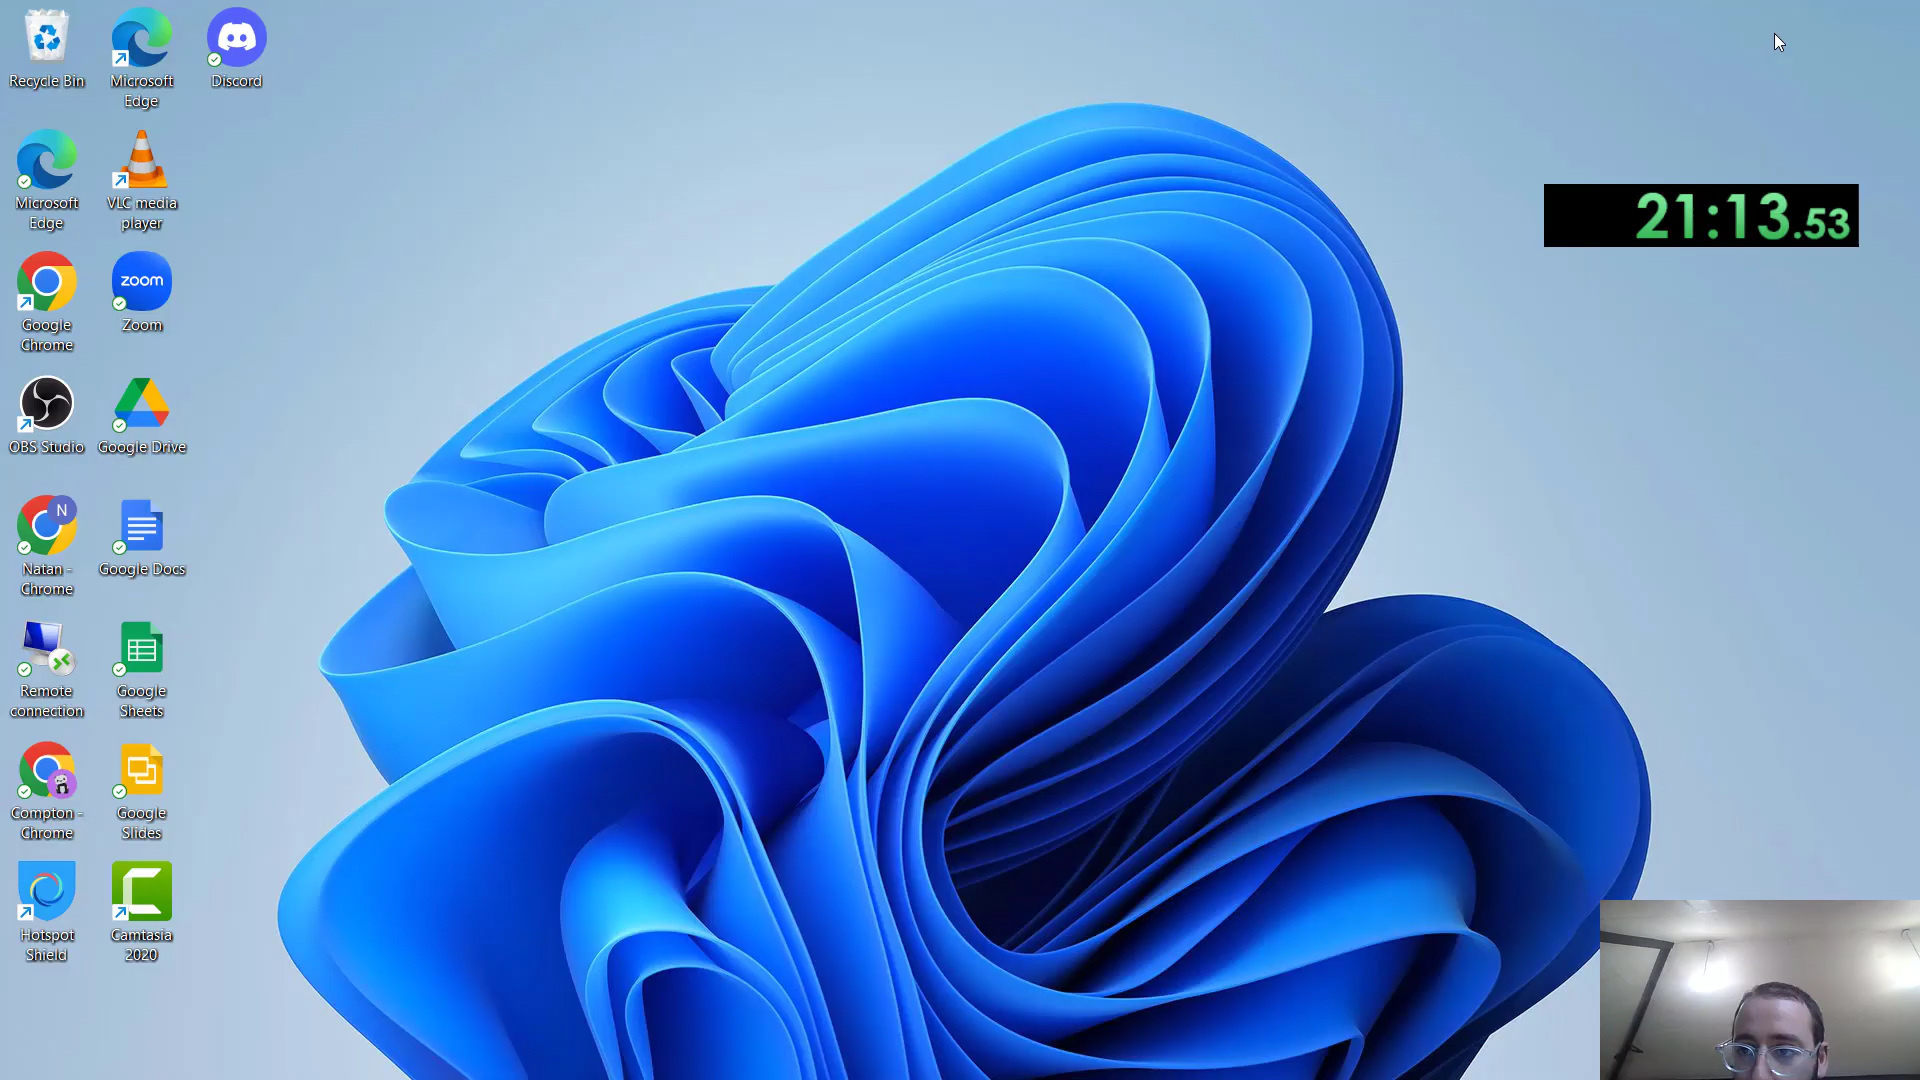 Recycle Bin
Microsoft
Edge
Discord
Microsoft
Edge
VLC media
player
Google
Chrome
zoom
Zoom
OBS Studio
Google Drive
N
Natan -
Chrome
Google Docs
Remote
connection
Google
Sheets
Compton -
Chrome
Google
Slides
Hotspot
Shield
Camtasia
2020
21:13.53